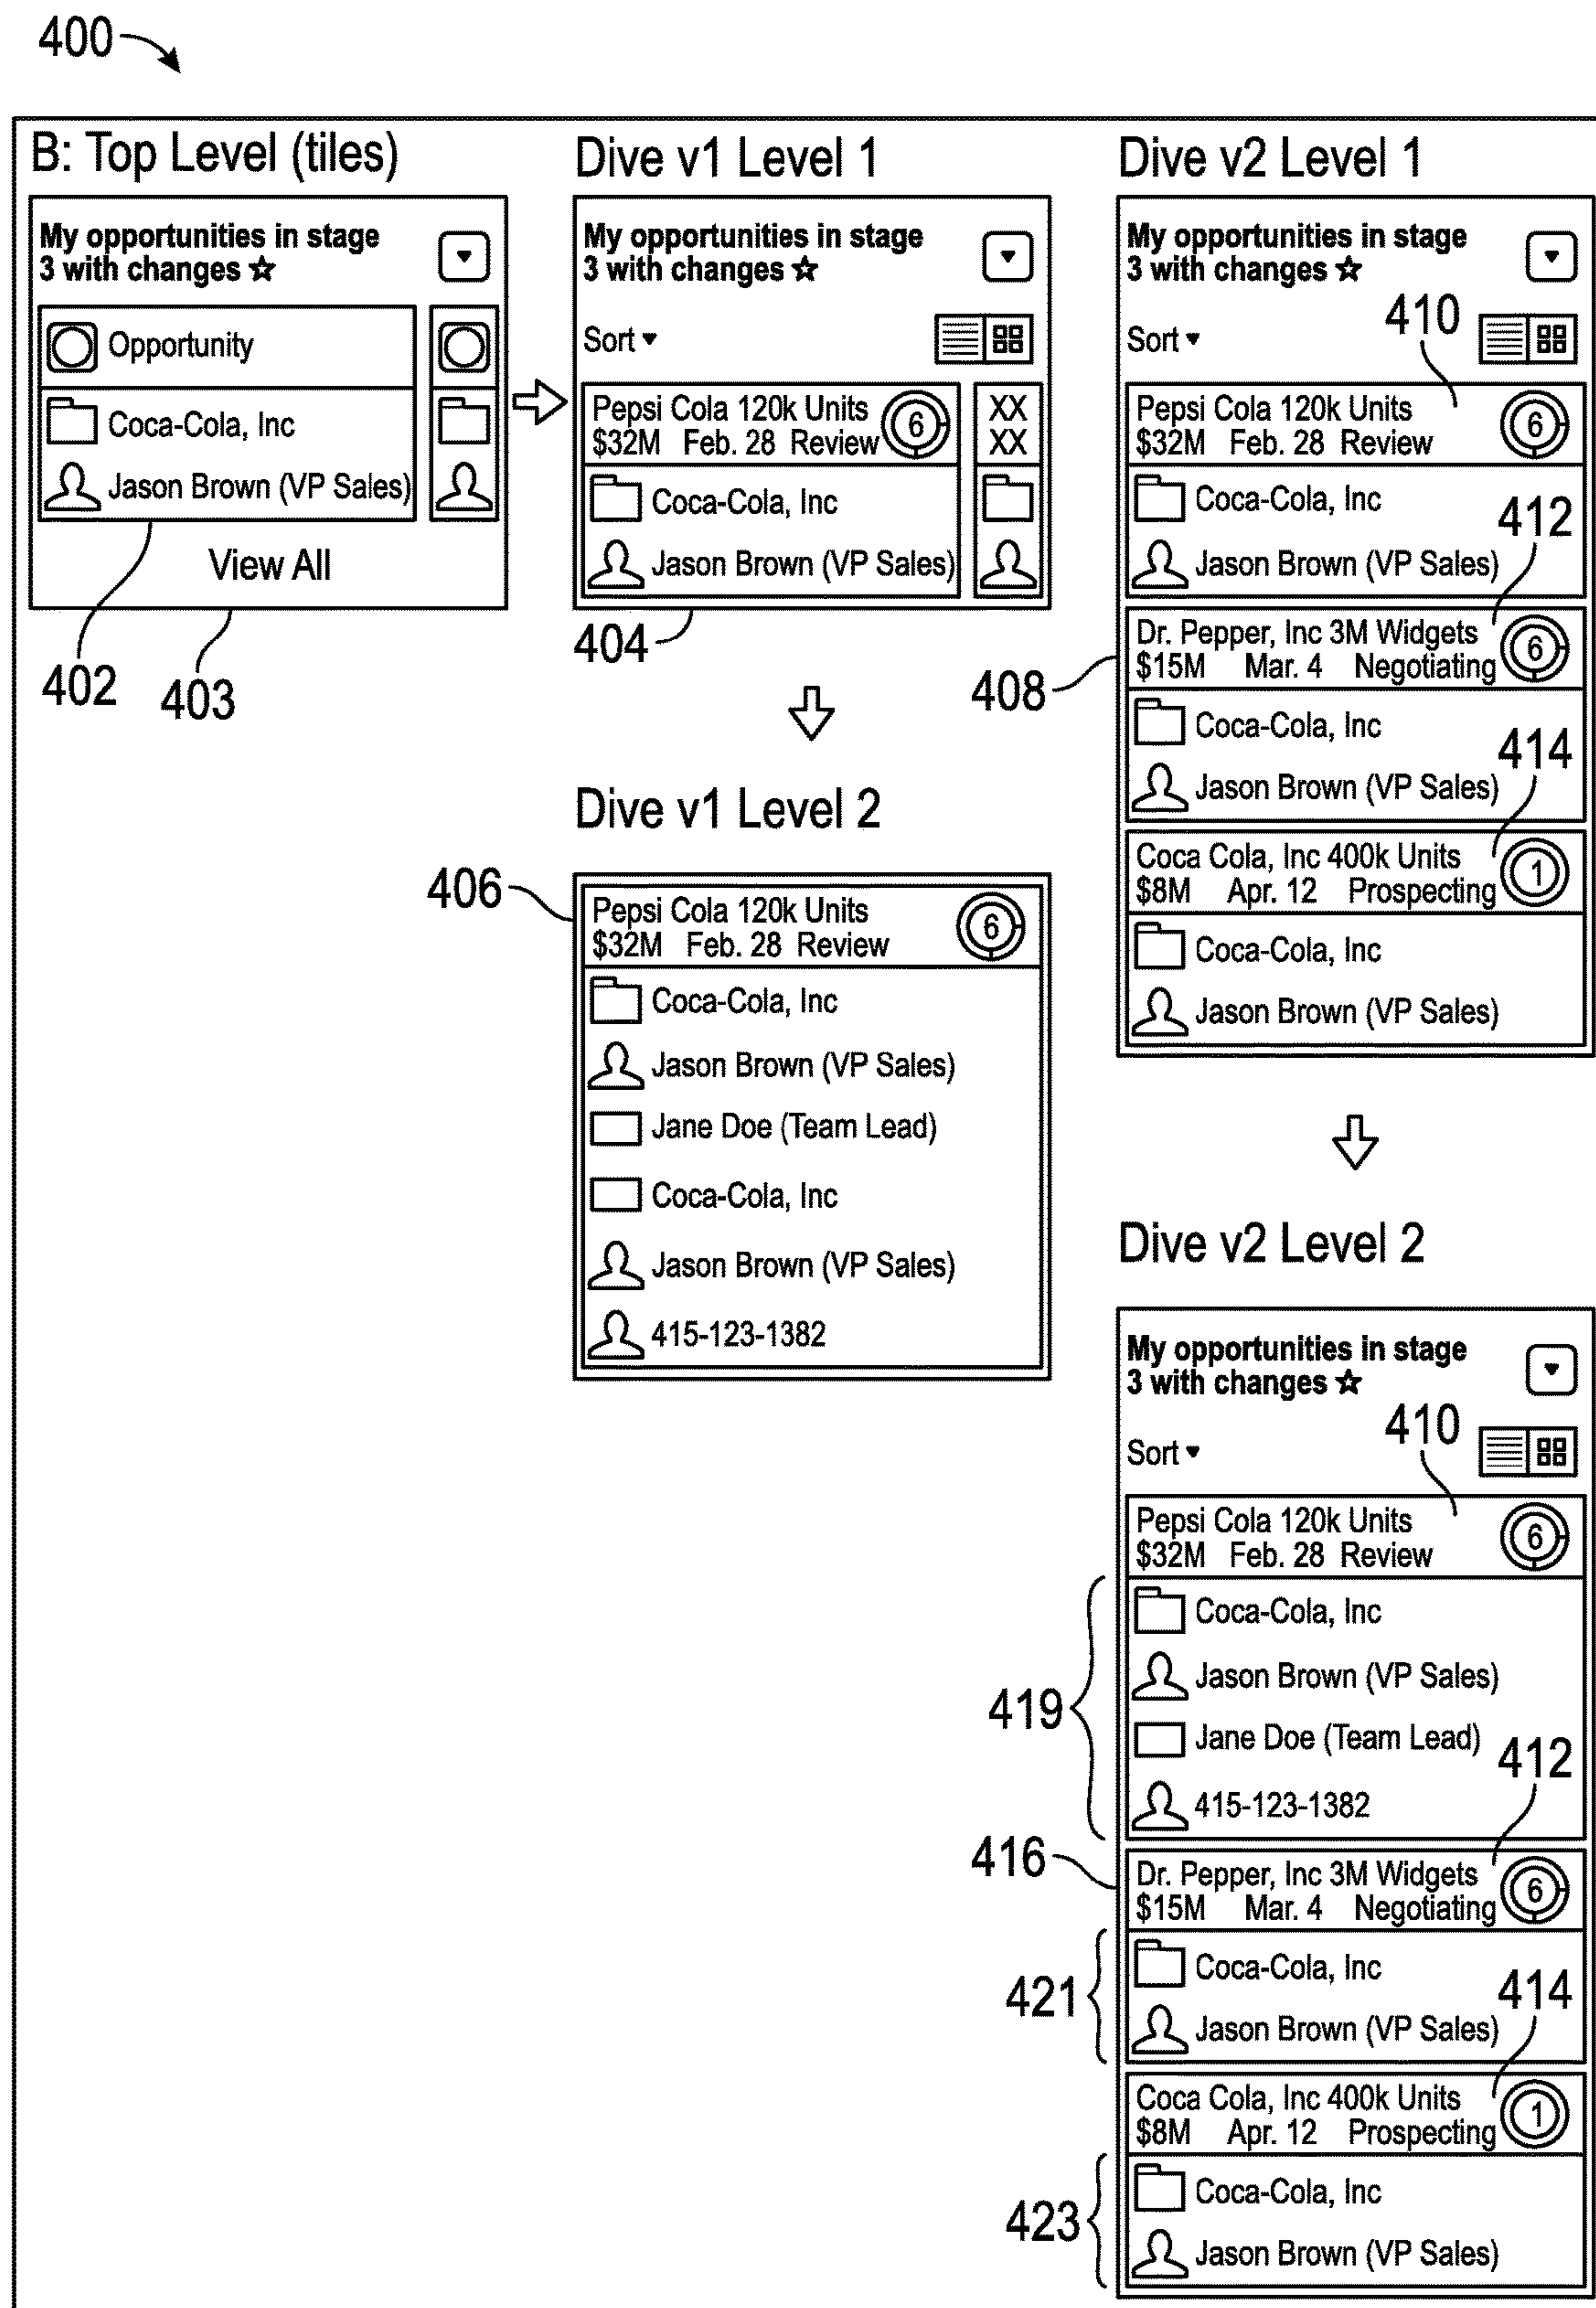 400
B: Top Level (tiles)
My opportunities in stage
3 with changes ☆
Opportunity
Coca-Cola, Inc
Jason Brown (VP Sales)
View All
402
403
Dive v1 Level 1
My opportunities in stage
3 with changes ☆
Sort
Pepsi Cola 120k Units
$32M Feb. 28 Review
6
XX
XX
Coca-Cola, Inc
Jason Brown (VP Sales)
404
Dive v1 Level 2
406
Pepsi Cola 120k Units
$32M Feb. 28 Review
6
Coca-Cola, Inc
Jason Brown (VP Sales)
Jane Doe (Team Lead)
Coca-Cola, Inc
Jason Brown (VP Sales)
415-123-1382
Dive v2 Level 1
My opportunities in stage
3 with changes ☆
Sort
410
Pepsi Cola 120k Units
$32M Feb. 28 Review
6
Coca-Cola, Inc
412
Jason Brown (VP Sales)
408
Dr. Pepper, Inc 3M Widgets
$15M Mar. 4 Negotiating
6
Coca-Cola, Inc
414
Jason Brown (VP Sales)
Coca Cola, Inc 400k Units
$8M Apr. 12 Prospecting
1
Coca-Cola, Inc
Jason Brown (VP Sales)
Dive v2 Level 2
My opportunities in stage
3 with changes ☆
Sort
410
Pepsi Cola 120k Units
$32M Feb. 28 Review
6
419
Coca-Cola, Inc
Jason Brown (VP Sales)
Jane Doe (Team Lead)
412
415-123-1382
416
Dr. Pepper, Inc 3M Widgets
$15M Mar. 4 Negotiating
6
421
Coca-Cola, Inc
414
Jason Brown (VP Sales)
Coca Cola, Inc 400k Units
$8M Apr. 12 Prospecting
1
423
Coca-Cola, Inc
Jason Brown (VP Sales)